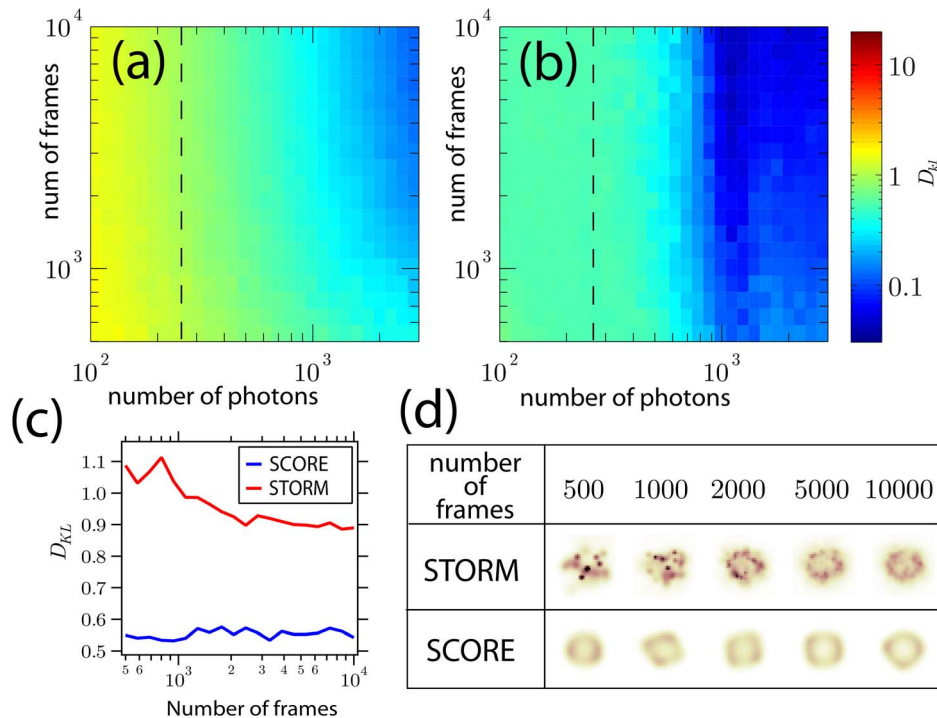 (a)
num of frames
10^4
10^3
10^2
10^3
number of photons
(b)
num of frames
10^4
10^3
10^2
10^3
number of photons
10
1
0.1
D_kl
(c)
D_KL
1.1
1.0
0.9
0.8
0.7
0.6
0.5
SCORE
STORM
5 6 10^3 2 3 4 5 6 10^4
Number of frames
(d)
number
of
frames
500 1000 2000 5000 10000
STORM
SCORE